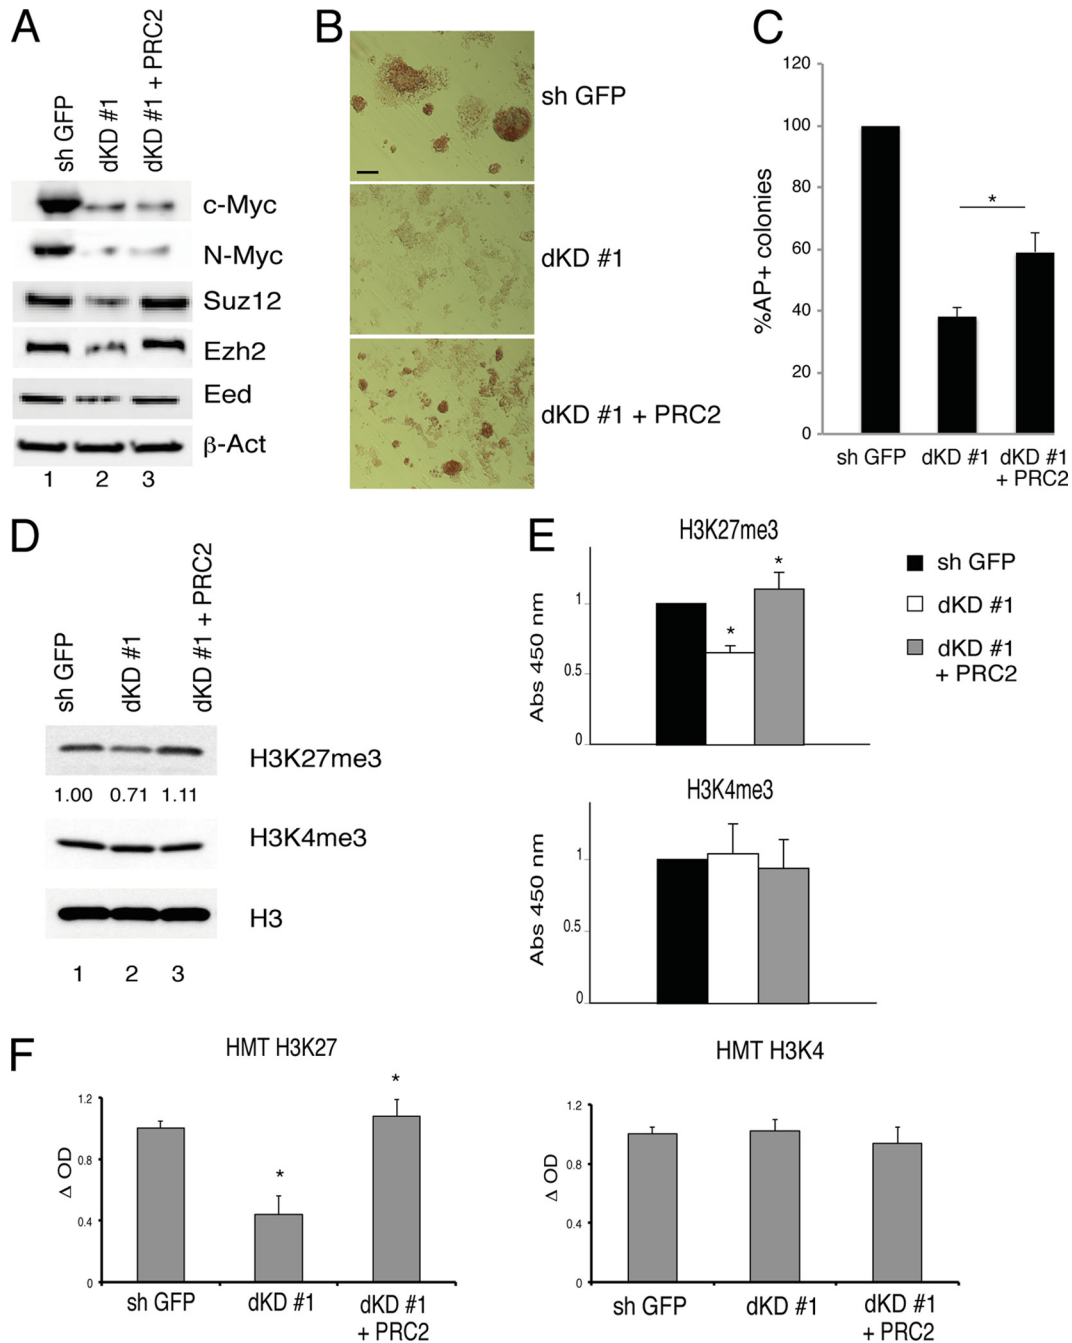 A
sh GFP
dKD #1
dKD #1 + PRC2
c-Myc
N-Myc
Suz12
Ezh2
Eed
β-Act
1 2 3
B
sh GFP
dKD #1
dKD #1 + PRC2
C
%AP+ colonies
120
100
80
60
40
20
0
*
sh GFP dKD #1 dKD #1
+ PRC2
D
sh GFP
dKD #1
dKD #1 + PRC2
H3K27me3
1.00 0.71 1.11
H3K4me3
H3
1 2 3
E
H3K27me3
Abs 450 nm
1
0.5
0
*
*
sh GFP
dKD #1
dKD #1
+ PRC2
H3K4me3
Abs 450 nm
1
0.5
0
F
HMT H3K27
Δ OD
1.2
0.8
0.4
0
*
*
sh GFP dKD #1 dKD #1
+ PRC2
HMT H3K4
Δ OD
1.2
0.8
0.4
0
sh GFP dKD #1 dKD #1
+ PRC2